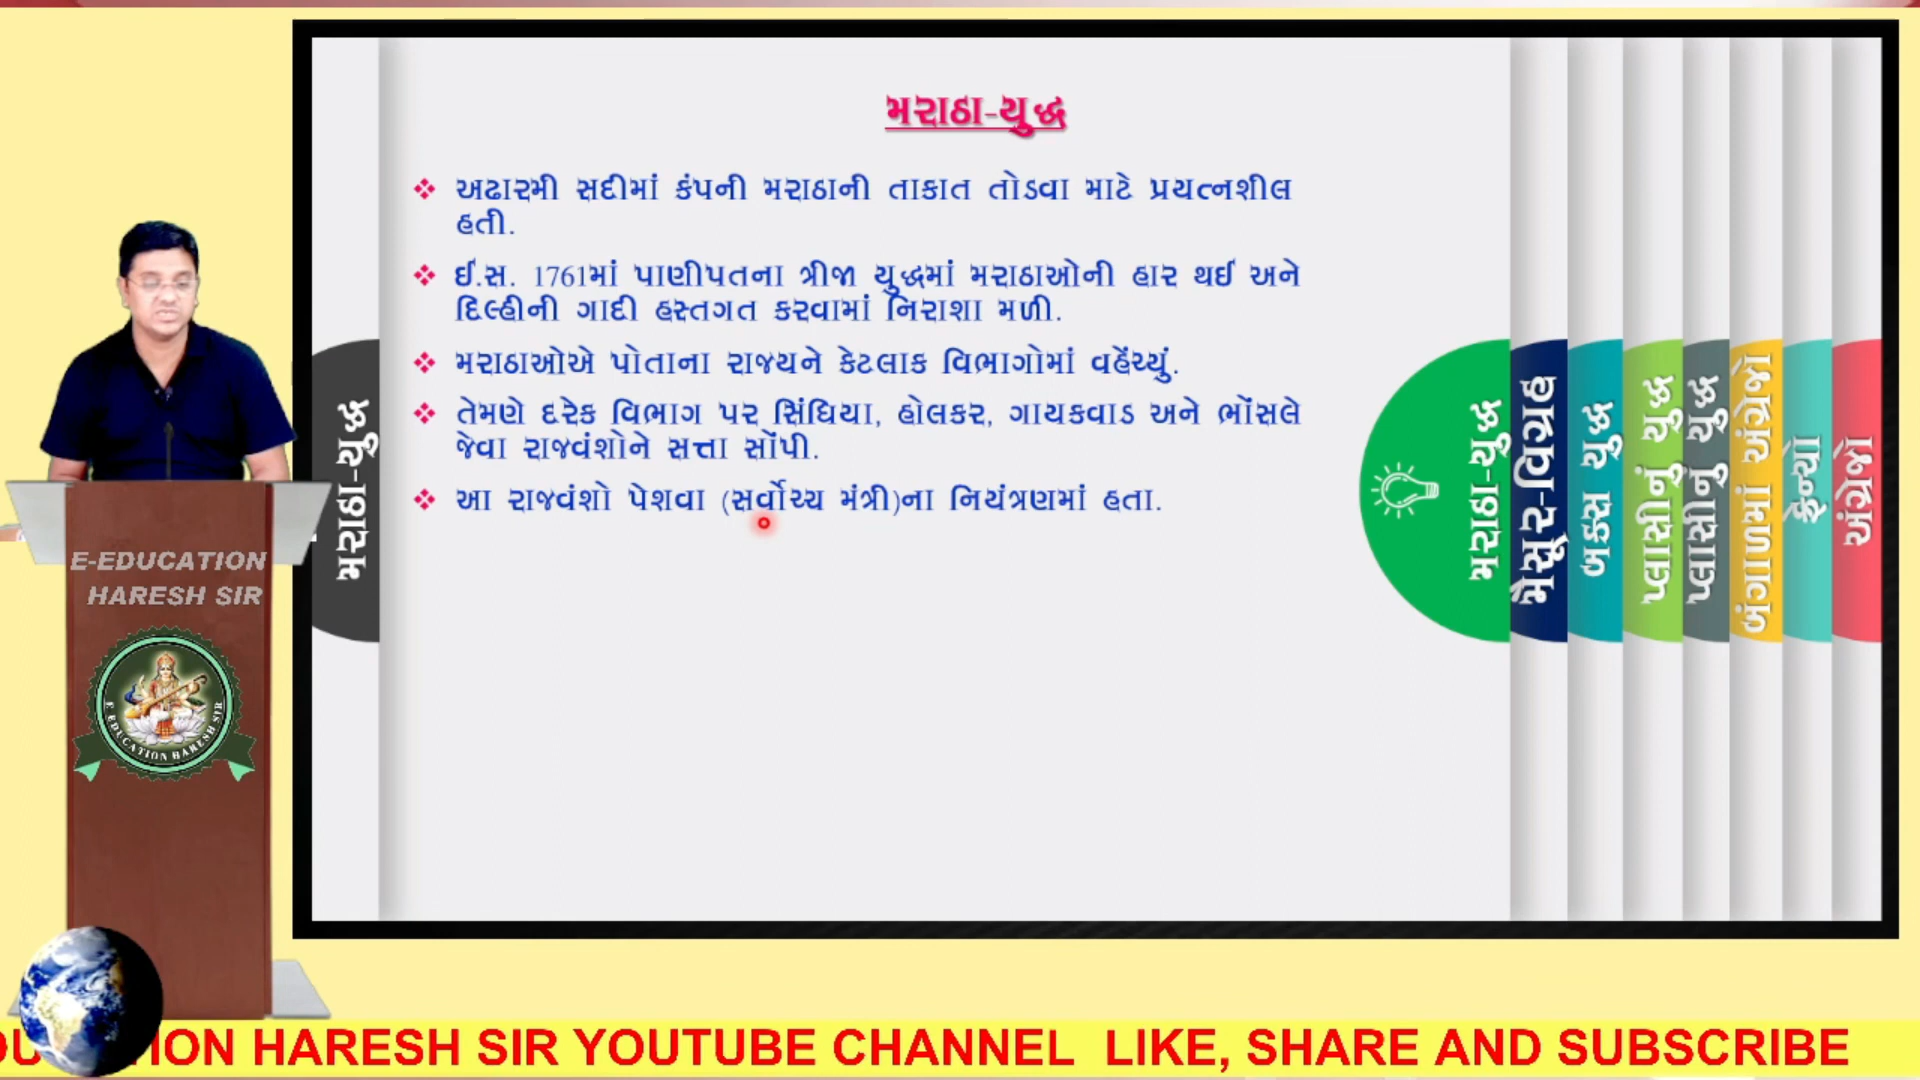 મરાઠા-યુદ્ધ
અઢારમી સદીમાં કંપની મરાઠાની તાકાત તોડવા માટે પ્રયત્નશીલ
હતી.
ઈ.સ. 1761માં પાણીપતના ત્રીજા યુદ્ધમાં મરાઠાઓની હાર થઈ અને
દિલ્હીની ગાદી હસ્તગત કરવામાં નિરાશા મળી.
મરાઠાઓએ પોતાના રાજ્યને કેટલાક વિભાગોમાં વહેંચ્યું.
તેમણે દરેક વિભાગ પર સિંધિયા, હોલકર, ગાયકવાડ અને ભોંસલે
જેવા રાજવંશોને સત્તા સોંપી.
આ રાજવંશો પેશવા (સર્વોચ્ચ મંત્રી)ના નિયંત્રણમાં હતા.
મરાઠા-યુદ્ધ
મરાઠા-યુદ્ધ
મૈસૂર-વિગ્રહ
બક્સર યુદ્ધ
પ્લાસીનું યુદ્ધ
પ્લાસીનું યુદ્ધ
બંગાળમાં અંગ્રેજો
ફ્રેન્ચો
અંગ્રેજો
E-EDUCATION
HARESH SIR
E EDUCATION HARESH SIR
ION HARESH SIR YOUTUBE CHANNEL LIKE, SHARE AND SUBSCRIBE